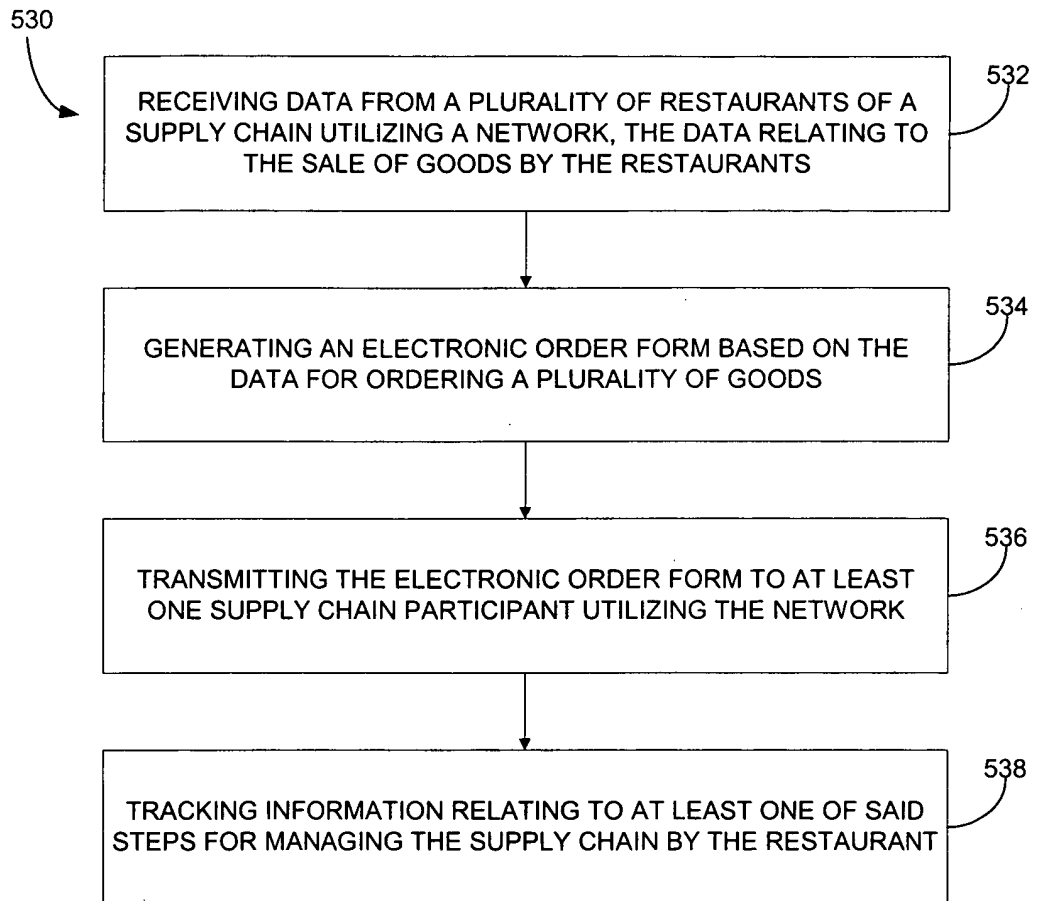 530
532
RECEIVING DATA FROM A PLURALITY OF RESTAURANTS OF A
SUPPLY CHAIN UTILIZING A NETWORK, THE DATA RELATING TO
THE SALE OF GOODS BY THE RESTAURANTS
534
GENERATING AN ELECTRONIC ORDER FORM BASED ON THE
DATA FOR ORDERING A PLURALITY OF GOODS
536
TRANSMITTING THE ELECTRONIC ORDER FORM TO AT LEAST
ONE SUPPLY CHAIN PARTICIPANT UTILIZING THE NETWORK
538
TRACKING INFORMATION RELATING TO AT LEAST ONE OF SAID
STEPS FOR MANAGING THE SUPPLY CHAIN BY THE RESTAURANT